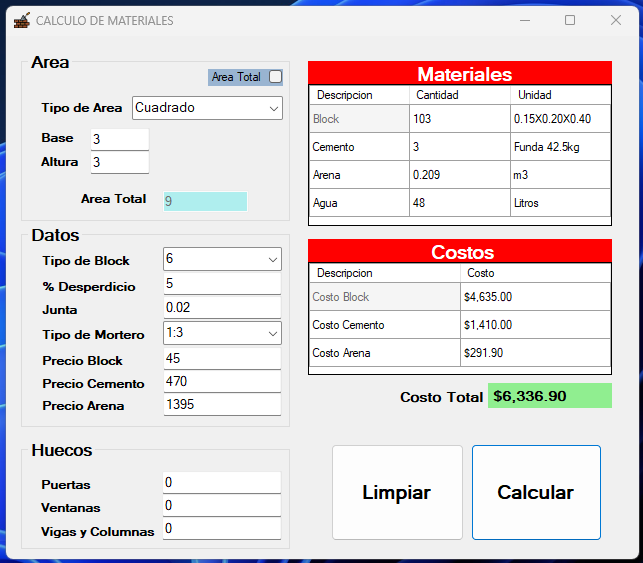 CALCULO DE MATERIALES
Area
Area Total
Tipo de Area Cuadrado
Base 3
Altura 3
Area Total 9
Datos
Tipo de Block 6
% Desperdicio 5
Junta 0.02
Tipo de Mortero 1:3
Precio Block 45
Precio Cemento 470
Precio Arena 1395
Huecos
Puertas 0
Ventanas 0
Vigas y Columnas 0
Materiales
Descripcion Cantidad Unidad
Block 103 0.15X0.20X0.40
Cemento 3 Funda 42.5kg
Arena 0.209 m3
Agua 48 Litros
Costos
Descripcion Costo
Costo Block $4,635.00
Costo Cemento $1,410.00
Costo Arena $291.90
Costo Total $6,336.90
Limpiar Calcular